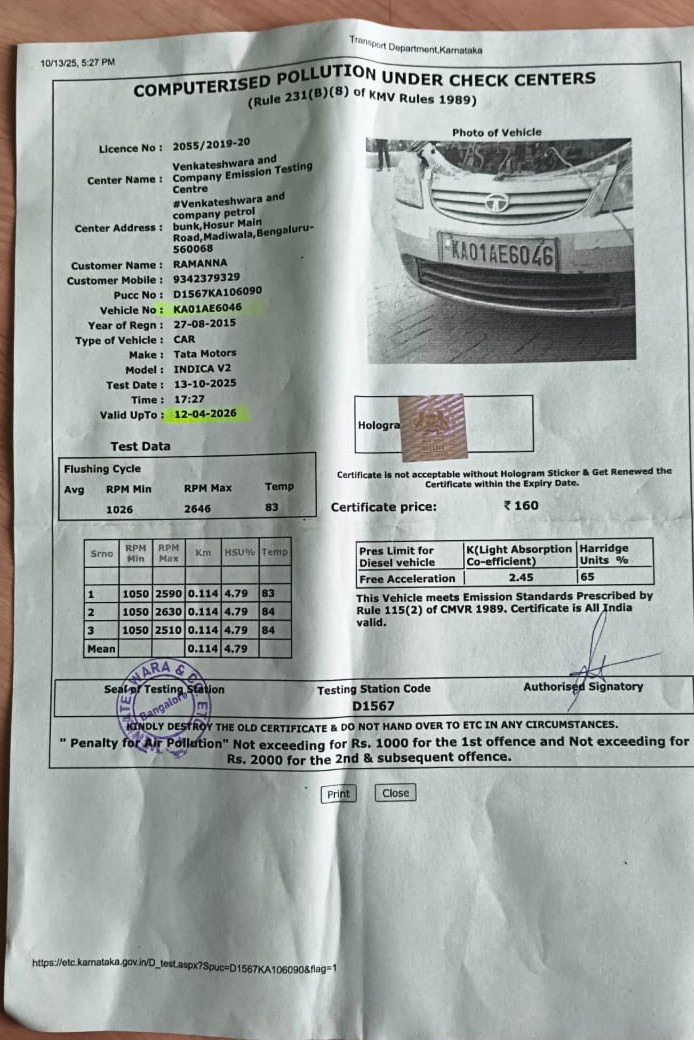 10/13/25, 5:27 PM
Transport Department,Karnataka
COMPUTERISED POLLUTION UNDER CHECK CENTERS
(Rule 231(B)(8) of KMV Rules 1989)
Licence No : 2055/2019-20
Center Name : Venkateshwara and
Company Emission Testing
Centre
Center Address : #Venkateshwara and
company petrol
bunk,Hosur Main
Road,Madiwala,Bengaluru-
560068
Customer Name : RAMANNA
Customer Mobile : 9342379329
Pucc No : D1567KA106090
Vehicle No : KA01AE6046
Year of Regn : 27-08-2015
Type of Vehicle : CAR
Make : Tata Motors
Model : INDICA V2
Test Date : 13-10-2025
Time : 17:27
Valid UpTo : 12-04-2026
Photo of Vehicle
KA01AE6046
Hologra
Certificate is not acceptable without Hologram Sticker & Get Renewed the
Certificate within the Expiry Date.
Certificate price: ₹ 160
Test Data
Flushing Cycle
Avg RPM Min RPM Max Temp
1026 2646 83
Srno RPM Min RPM Max Km HSU% Temp
1 1050 2590 0.114 4.79 83
2 1050 2630 0.114 4.79 84
3 1050 2510 0.114 4.79 84
Mean 0.114 4.79
Pres Limit for Diesel vehicle K(Light Absorption Co-efficient) Harridge Units %
Free Acceleration 2.45 65
This Vehicle meets Emission Standards Prescribed by
Rule 115(2) of CMVR 1989. Certificate is All India
valid.
Seal of Testing Station
Bangalore
Testing Station Code
D1567
Authorised Signatory
KINDLY DESTROY THE OLD CERTIFICATE & DO NOT HAND OVER TO ETC IN ANY CIRCUMSTANCES.
" Penalty for Air Pollution" Not exceeding for Rs. 1000 for the 1st offence and Not exceeding for
Rs. 2000 for the 2nd & subsequent offence.
Print Close
https://etc.karnataka.gov.in/D_test.aspx?Spuc=D1567KA106090&flag=1